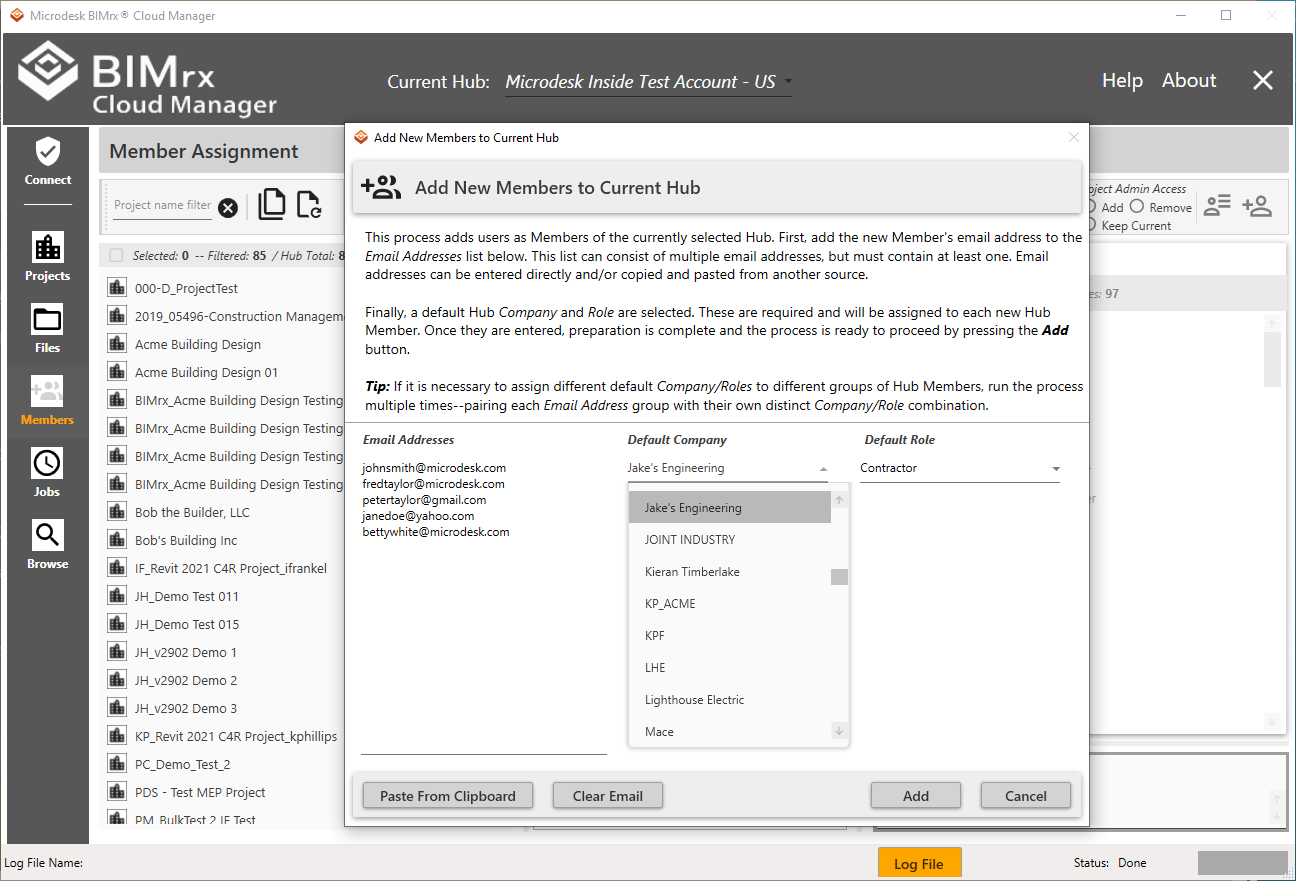 Microdesk BIMrx® Cloud Manager
BIMrx
Cloud Manager
Current Hub: Microdesk Inside Test Account - US
Help About
Connect
Projects
Files
Members
Jobs
Browse
Member Assignment
Project name filter
Selected: 0 -- Filtered: 85 / Hub Total: 8
000-D_ProjectTest
2019_05496-Construction Managem
Acme Building Design
Acme Building Design 01
BIMrx_Acme Building Design Testing
BIMrx_Acme Building Design Testing
BIMrx_Acme Building Design Testing
BIMrx_Acme Building Design Testing
Bob the Builder, LLC
Bob's Building Inc
IF_Revit 2021 C4R Project_ifrankel
JH_Demo Test 011
JH_Demo Test 015
JH_v2902 Demo 1
JH_v2902 Demo 2
JH_v2902 Demo 3
KP_Revit 2021 C4R Project_kphillips
PC_Demo_Test_2
PDS - Test MEP Project
PM_BulkTest 2 IF Test
Add New Members to Current Hub
Add New Members to Current Hub
This process adds users as Members of the currently selected Hub. First, add the new Member's email address to the
Email Addresses list below. This list can consist of multiple email addresses, but must contain at least one. Email
addresses can be entered directly and/or copied and pasted from another source.
Finally, a default Hub Company and Role are selected. These are required and will be assigned to each new Hub
Member. Once they are entered, preparation is complete and the process is ready to proceed by pressing the Add
button.
Tip: If it is necessary to assign different default Company/Roles to different groups of Hub Members, run the process
multiple times--pairing each Email Address group with their own distinct Company/Role combination.
Email Addresses
johnsmith@microdesk.com
fredtaylor@microdesk.com
petertaylor@gmail.com
janedoe@yahoo.com
bettywhite@microdesk.com
Default Company
Jake's Engineering
Jake's Engineering
JOINT INDUSTRY
Kieran Timberlake
KP_ACME
KPF
LHE
Lighthouse Electric
Mace
Default Role
Contractor
Paste From Clipboard
Clear Email
Add
Cancel
oject Admin Access
Add Remove
Keep Current
es: 97
er
Log File Name:
Log File
Status: Done